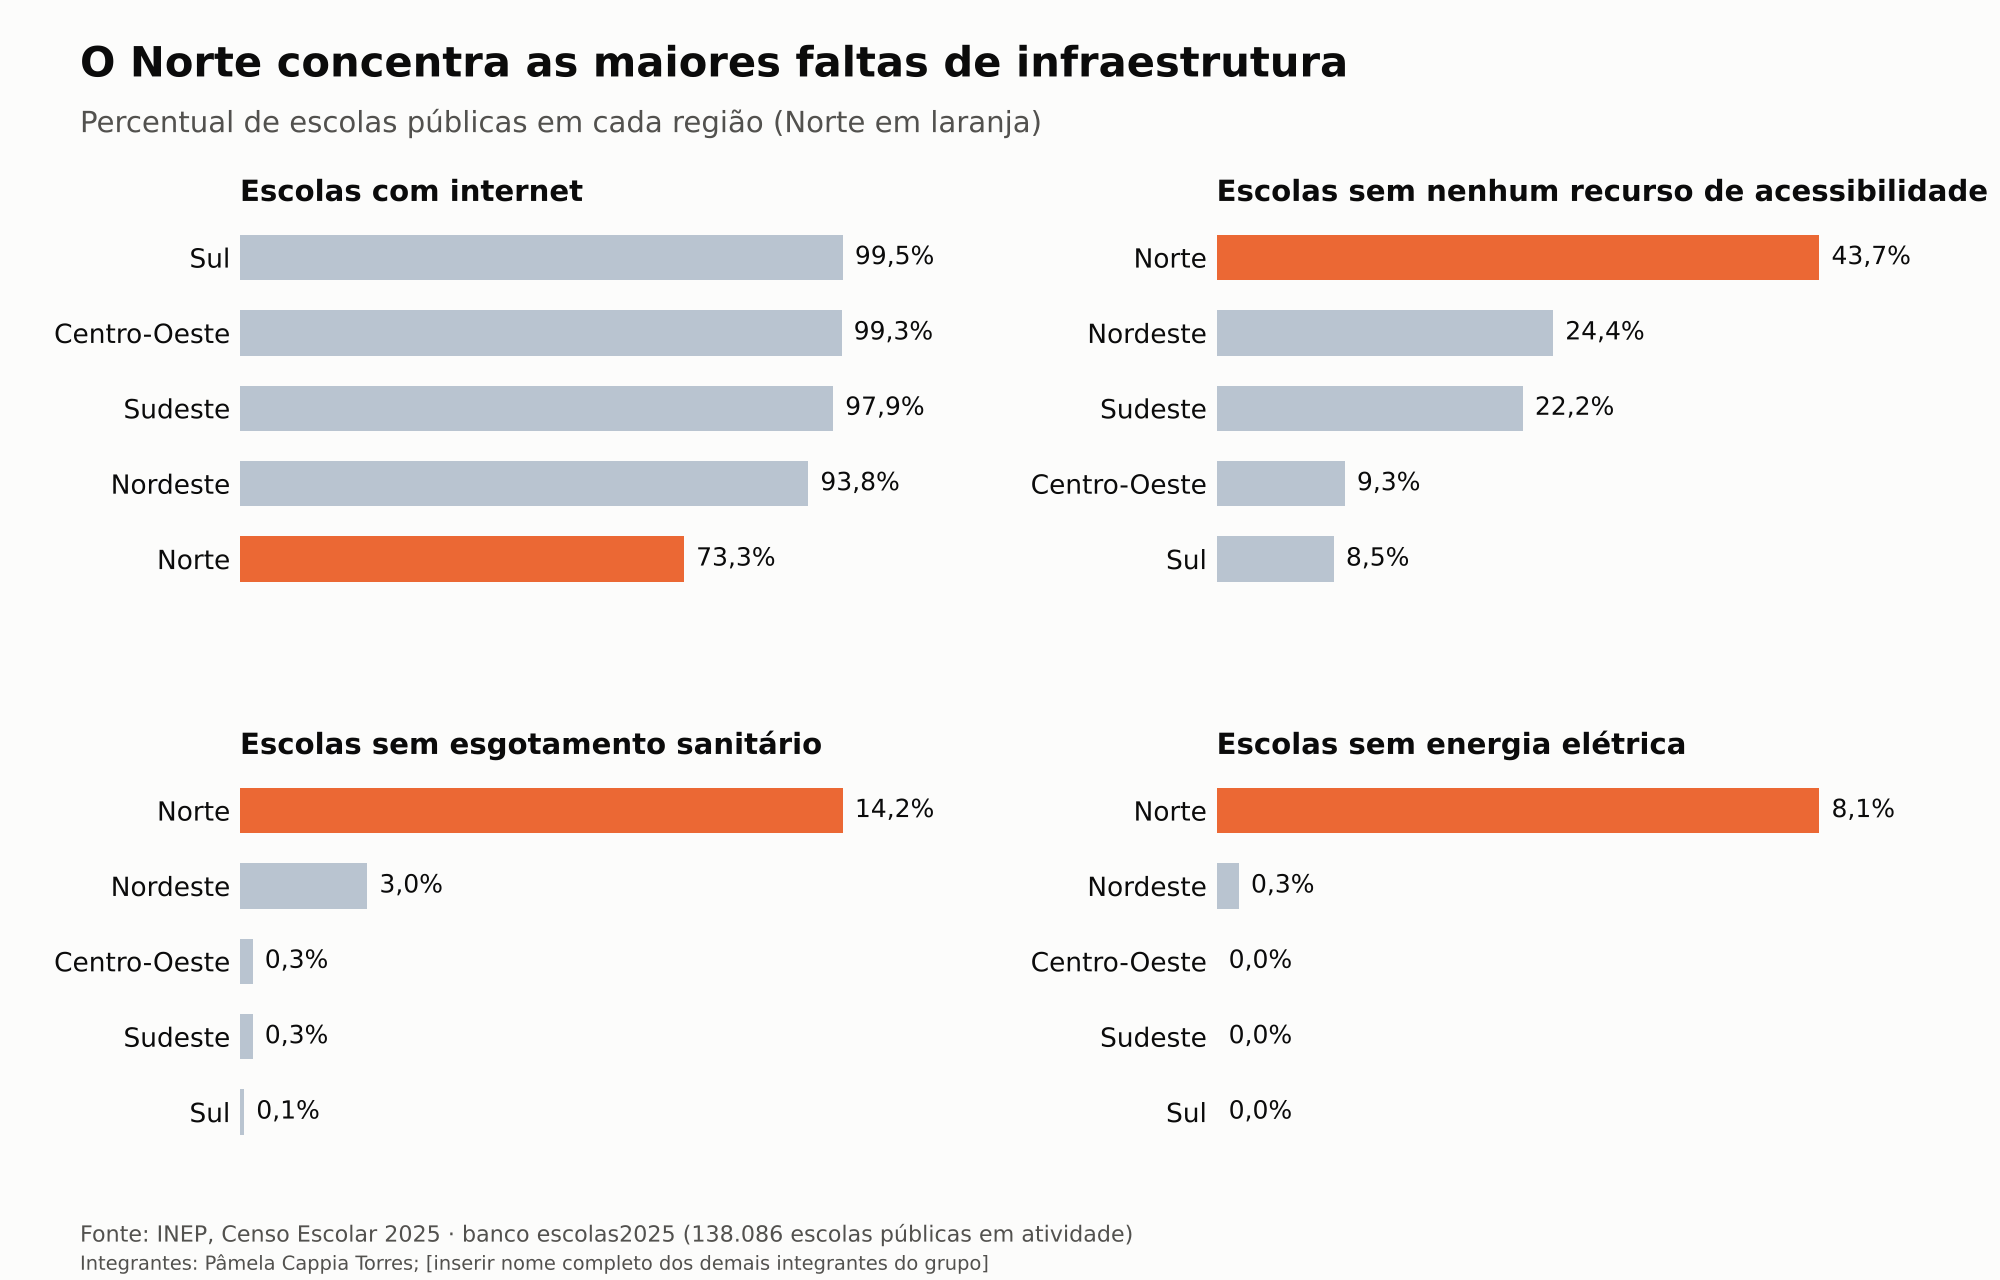 O Norte concentra as maiores faltas de infraestrutura
Percentual de escolas públicas em cada região (Norte em laranja)
Escolas com internet
Sul 99,5%
Centro-Oeste 99,3%
Sudeste 97,9%
Nordeste 93,8%
Norte 73,3%
Escolas sem nenhum recurso de acessibilidade
Norte 43,7%
Nordeste 24,4%
Sudeste 22,2%
Centro-Oeste 9,3%
Sul 8,5%
Escolas sem esgotamento sanitário
Norte 14,2%
Nordeste 3,0%
Centro-Oeste 0,3%
Sudeste 0,3%
Sul 0,1%
Escolas sem energia elétrica
Norte 8,1%
Nordeste 0,3%
Centro-Oeste 0,0%
Sudeste 0,0%
Sul 0,0%
Fonte: INEP, Censo Escolar 2025 · banco escolas2025 (138.086 escolas públicas em atividade)
Integrantes: Pâmela Cappia Torres; [inserir nome completo dos demais integrantes do grupo]